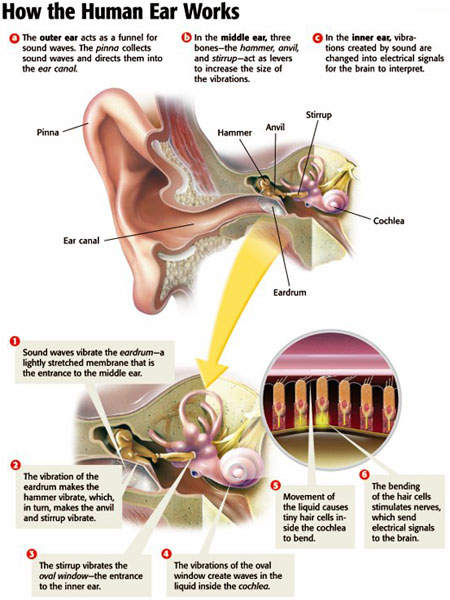 How the Human Ear Works
a The outer ear acts as a funnel for
sound waves. The pinna collects
sound waves and directs them into
the ear canal.
b In the middle ear, three
bones—the hammer, anvil,
and stirrup—act as levers
to increase the size of
the vibrations.
c In the inner ear, vibra-
tions created by sound are
changed into electrical signals
for the brain to interpret.
Pinna
Hammer
Anvil
Stirrup
Cochlea
Ear canal
Eardrum
1
Sound waves vibrate the eardrum—a
lightly stretched membrane that is
the entrance to the middle ear.
2
The vibration of the
eardrum makes the
hammer vibrate, which,
in turn, makes the anvil
and stirrup vibrate.
3
The stirrup vibrates the
oval window—the entrance
to the inner ear.
4
The vibrations of the oval
window create waves in the
liquid inside the cochlea.
5
Movement of
the liquid causes
tiny hair cells in-
side the cochlea
to bend.
6
The bending
of the hair cells
stimulates nerves,
which send
electrical signals
to the brain.